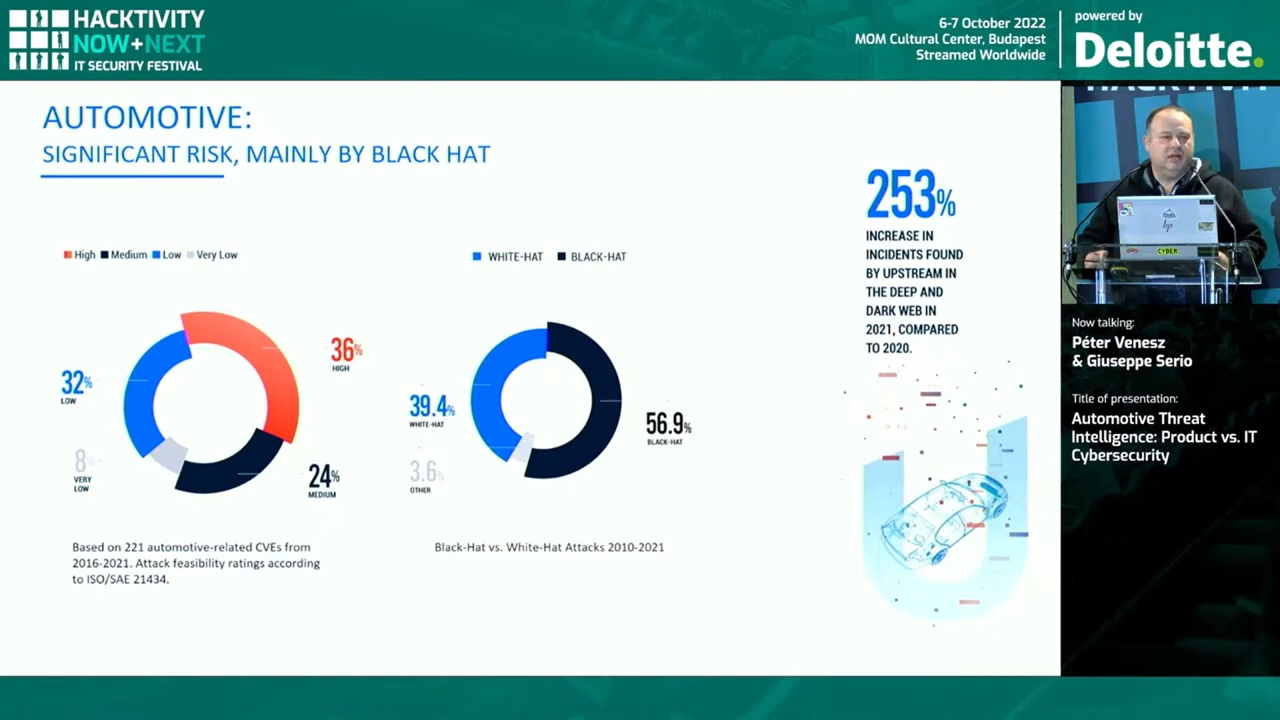 HACKTIVITY
NOW+NEXT
IT SECURITY FESTIVAL
6-7 October 2022
MOM Cultural Center, Budapest
Streamed Worldwide
powered by
Deloitte.
AUTOMOTIVE:
SIGNIFICANT RISK, MAINLY BY BLACK HAT
High Medium Low Very Low
36%
HIGH
32%
LOW
8%
VERY
LOW
24%
MEDIUM
Based on 221 automotive-related CVEs from
2016-2021. Attack feasibility ratings according
to ISO/SAE 21434.
WHITE-HAT BLACK-HAT
39.4%
WHITE-HAT
56.9%
BLACK-HAT
3.6%
OTHER
Black-Hat vs. White-Hat Attacks 2010-2021
253%
INCREASE IN
INCIDENTS FOUND
BY UPSTREAM IN
THE DEEP AND
DARK WEB IN
2021, COMPARED
TO 2020.
HACKTIVIT
hp
CYBER
Now talking:
Péter Venesz
& Giuseppe Serio
Title of presentation:
Automotive Threat
Intelligence: Product vs. IT
Cybersecurity